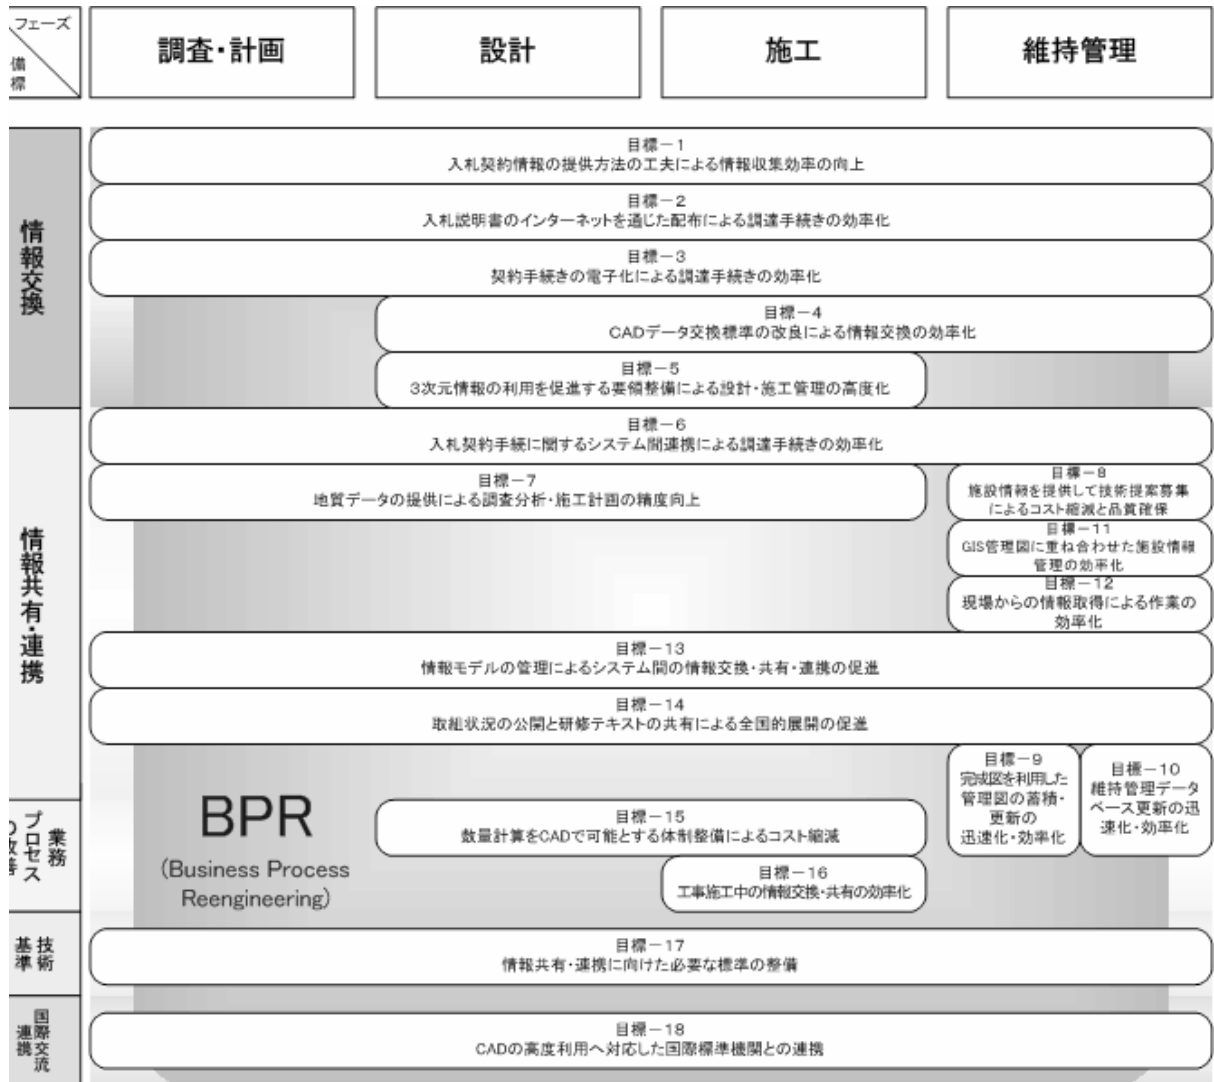 フェーズ
備
標
調査・計画
設計
施工
維持管理
情報交換
目標－1
入札契約情報の提供方法の工夫による情報収集効率の向上
目標－2
入札説明書のインターネットを通じた配布による調達手続きの効率化
目標－3
契約手続きの電子化による調達手続きの効率化
目標－4
CADデータ交換標準の改良による情報交換の効率化
目標－5
3次元情報の利用を促進する要領整備による設計・施工管理の高度化
情報共有・連携
目標－6
入札契約手続に関するシステム間連携による調達手続きの効率化
目標－7
地質データの提供による調査分析・施工計画の精度向上
目標－8
施設情報を提供して技術提案募集
によるコスト縮減と品質確保
目標－11
GIS管理図に重ね合わせた施設情報
管理の効率化
目標－12
現場からの情報取得による作業の
効率化
目標－13
情報モデルの管理によるシステム間の情報交換・共有・連携の促進
目標－14
取組状況の公開と研修テキストの共有による全国的展開の促進
目標－9
完成図を利用した
管理図の蓄積・
更新の
迅速化・効率化
目標－10
維持管理データ
ベース更新の迅
速化・効率化
業務
プロセス
の改善
BPR
(Business Process
Reengineering)
目標－15
数量計算をCADで可能とする体制整備によるコスト縮減
目標－16
工事施工中の情報交換・共有の効率化
技術
基準
目標－17
情報共有・連携に向けた必要な標準の整備
国際交流
連携
目標－18
CADの高度利用へ対応した国際標準機関との連携